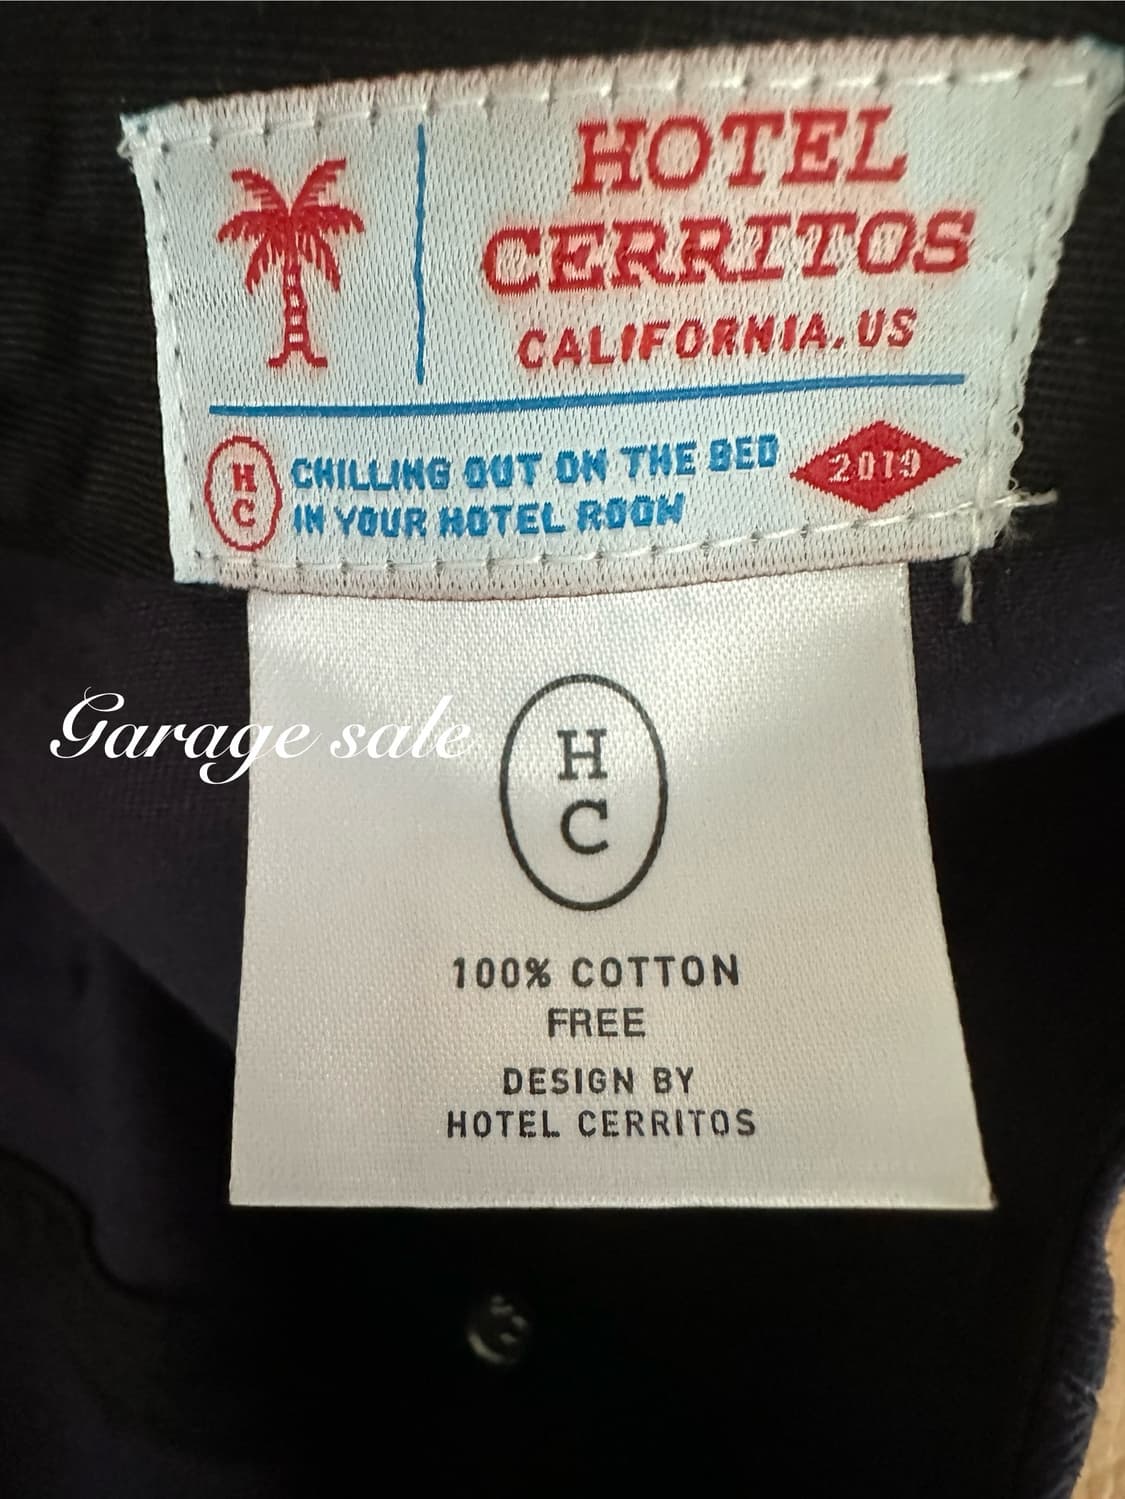 HOTEL
CERRITOS
CALIFORNIA.US
H
C
CHILLING OUT ON THE BED
IN YOUR HOTEL ROOM
2019
Garage sale
H
C
100% COTTON
FREE
DESIGN BY
HOTEL CERRITOS